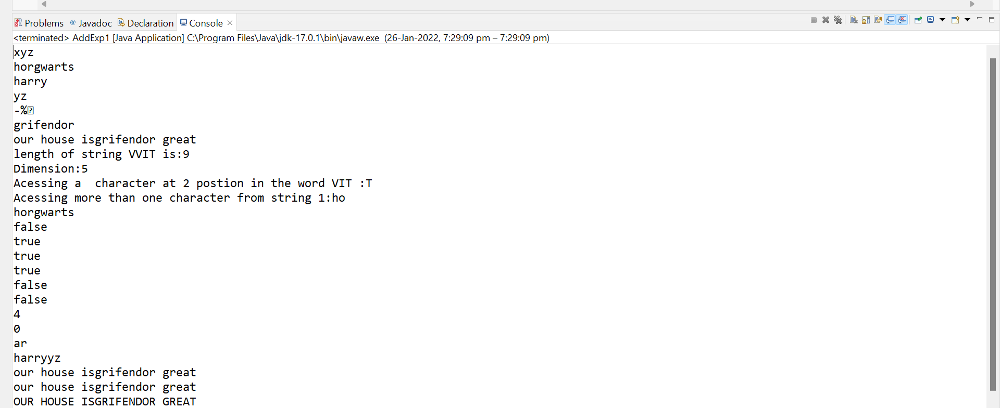 Problems @ Javadoc Declaration Console
<terminated> AddExp1 [Java Application] C:\Program Files\Java\jdk-17.0.1\bin\javaw.exe (26-Jan-2022, 7:29:09 pm – 7:29:09 pm)
xyz
horgwarts
harry
yz
-%⍰
grifendor
our house isgrifendor great
length of string VVIT is:9
Dimension:5
Acessing a  character at 2 postion in the word VIT :T
Acessing more than one character from string 1:ho
horgwarts
false
true
true
true
false
false
4
0
ar
harryyz
our house isgrifendor great
our house isgrifendor great
OUR HOUSE ISGRIFENDOR GREAT